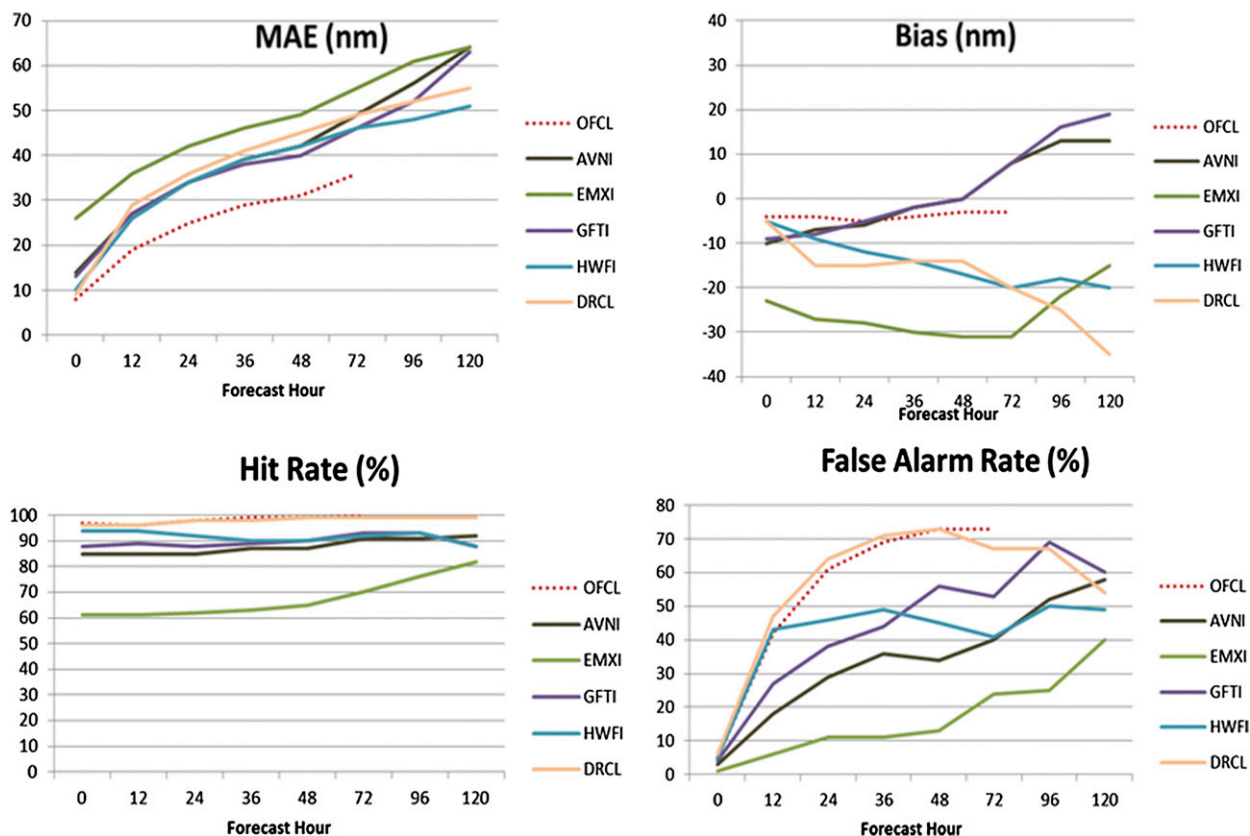 MAE (nm)
70
60
50
40
30
20
10
0
0 12 24 36 48 72 96 120
Forecast Hour
OFCL
AVNI
EMXI
GFTI
HWFI
DRCL
Bias (nm)
40
30
20
10
0
-10
-20
-30
-40
0 12 24 36 48 72 96 120
Forecast Hour
OFCL
AVNI
EMXI
GFTI
HWFI
DRCL
Hit Rate (%)
100
90
80
70
60
50
40
30
20
10
0
0 12 24 36 48 72 96 120
Forecast Hour
OFCL
AVNI
EMXI
GFTI
HWFI
DRCL
False Alarm Rate (%)
80
70
60
50
40
30
20
10
0
0 12 24 36 48 72 96 120
Forecast Hour
OFCL
AVNI
EMXI
GFTI
HWFI
DRCL